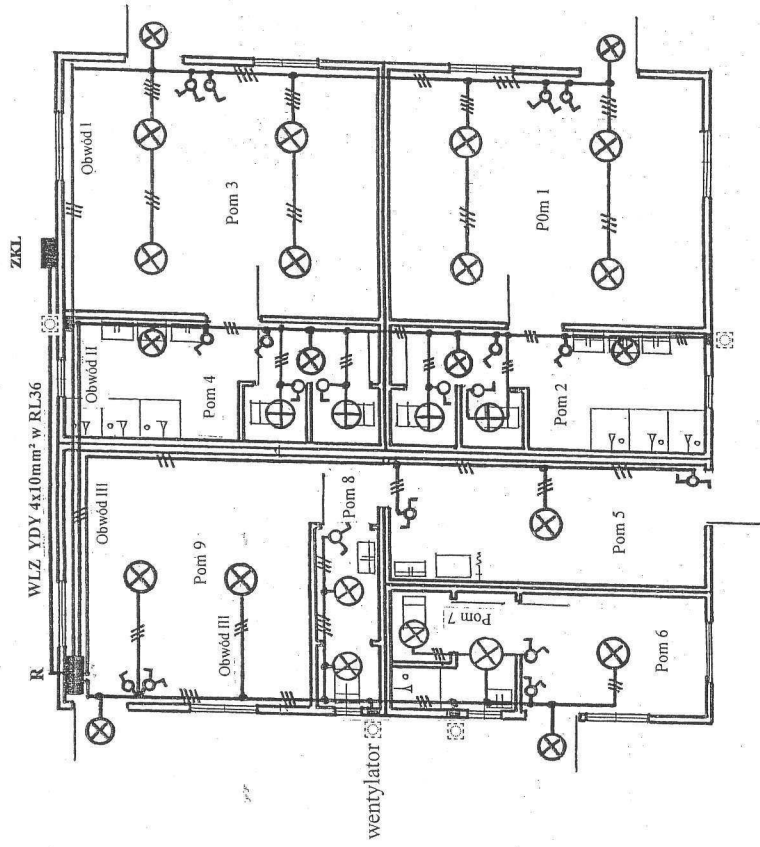 ZKL
WLZ YDY 4x10mm² w RL36
R
Obwód I
Obwód II
Obwód III
Pom 3
Pom 4
Pom 9
Obwód III
Pom 8
P0m 1
Pom 2
Pom 5
Pom 7
Pom 6
wentylator